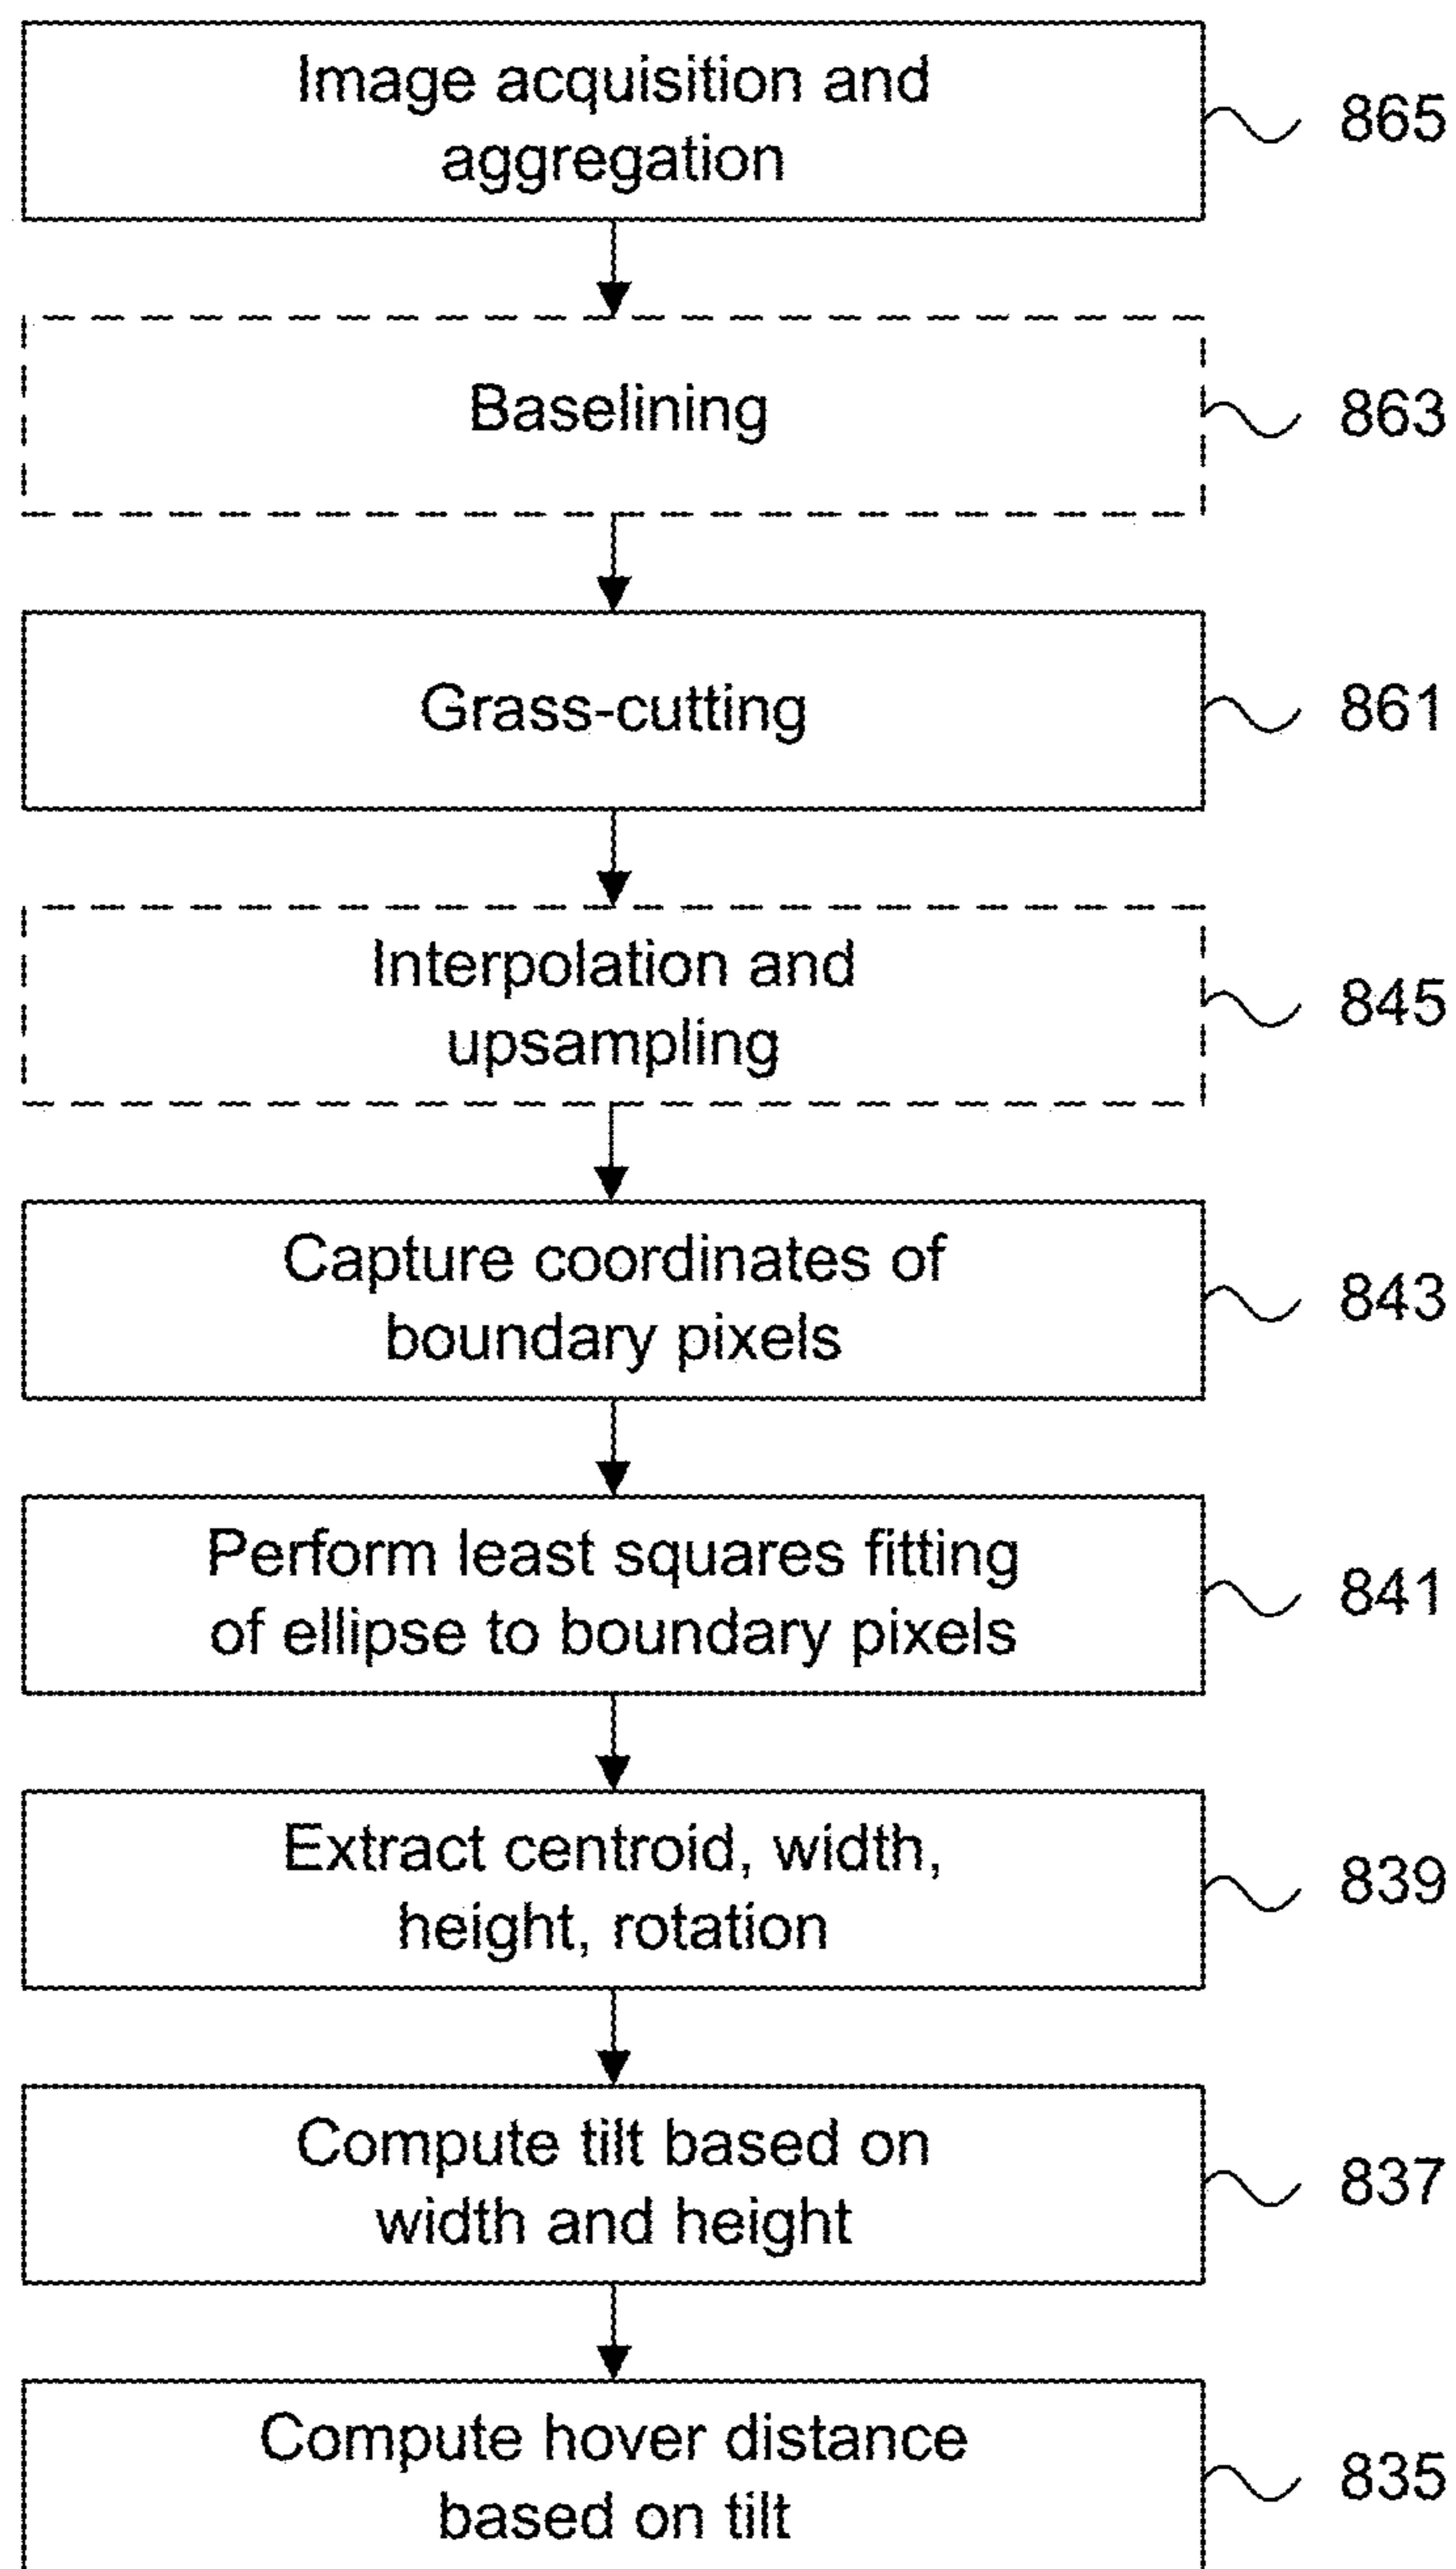 Image acquisition and
aggregation
865
Baselining
863
Grass-cutting
861
Interpolation and
upsampling
845
Capture coordinates of
boundary pixels
843
Perform least squares fitting
of ellipse to boundary pixels
841
Extract centroid, width,
height, rotation
839
Compute tilt based on
width and height
837
Compute hover distance
based on tilt
835